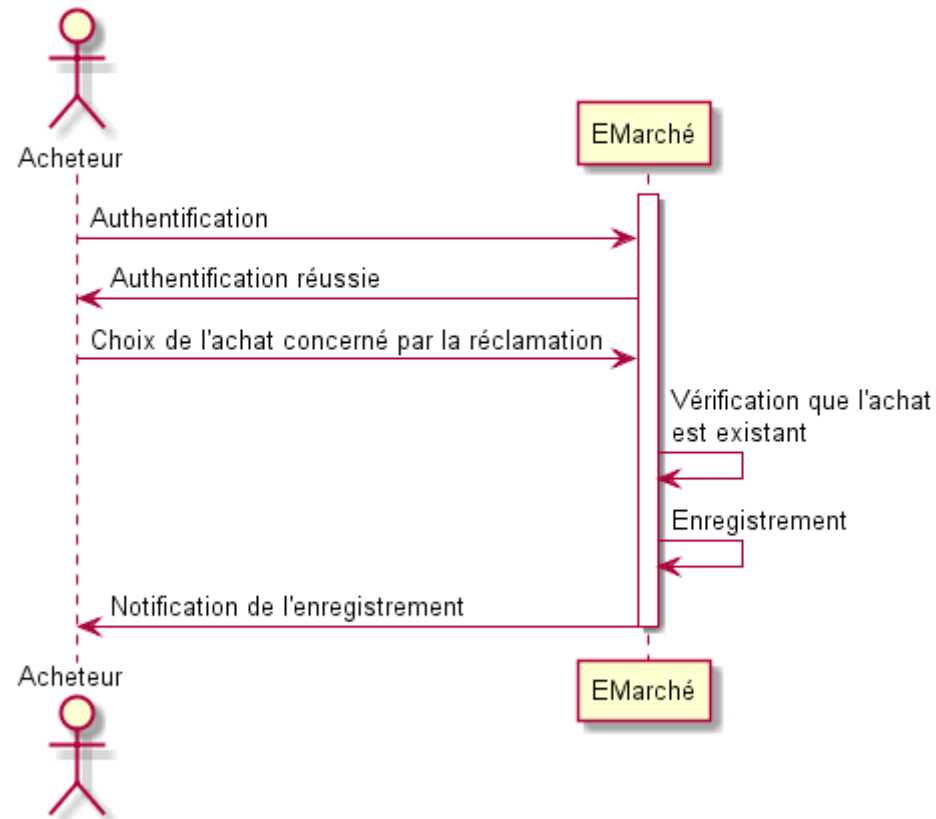 Acheteur
EMarché
Authentification
Authentification réussie
Choix de l'achat concerné par la réclamation
Vérification que l'achat
est existant
Enregistrement
Notification de l'enregistrement
Acheteur
EMarché